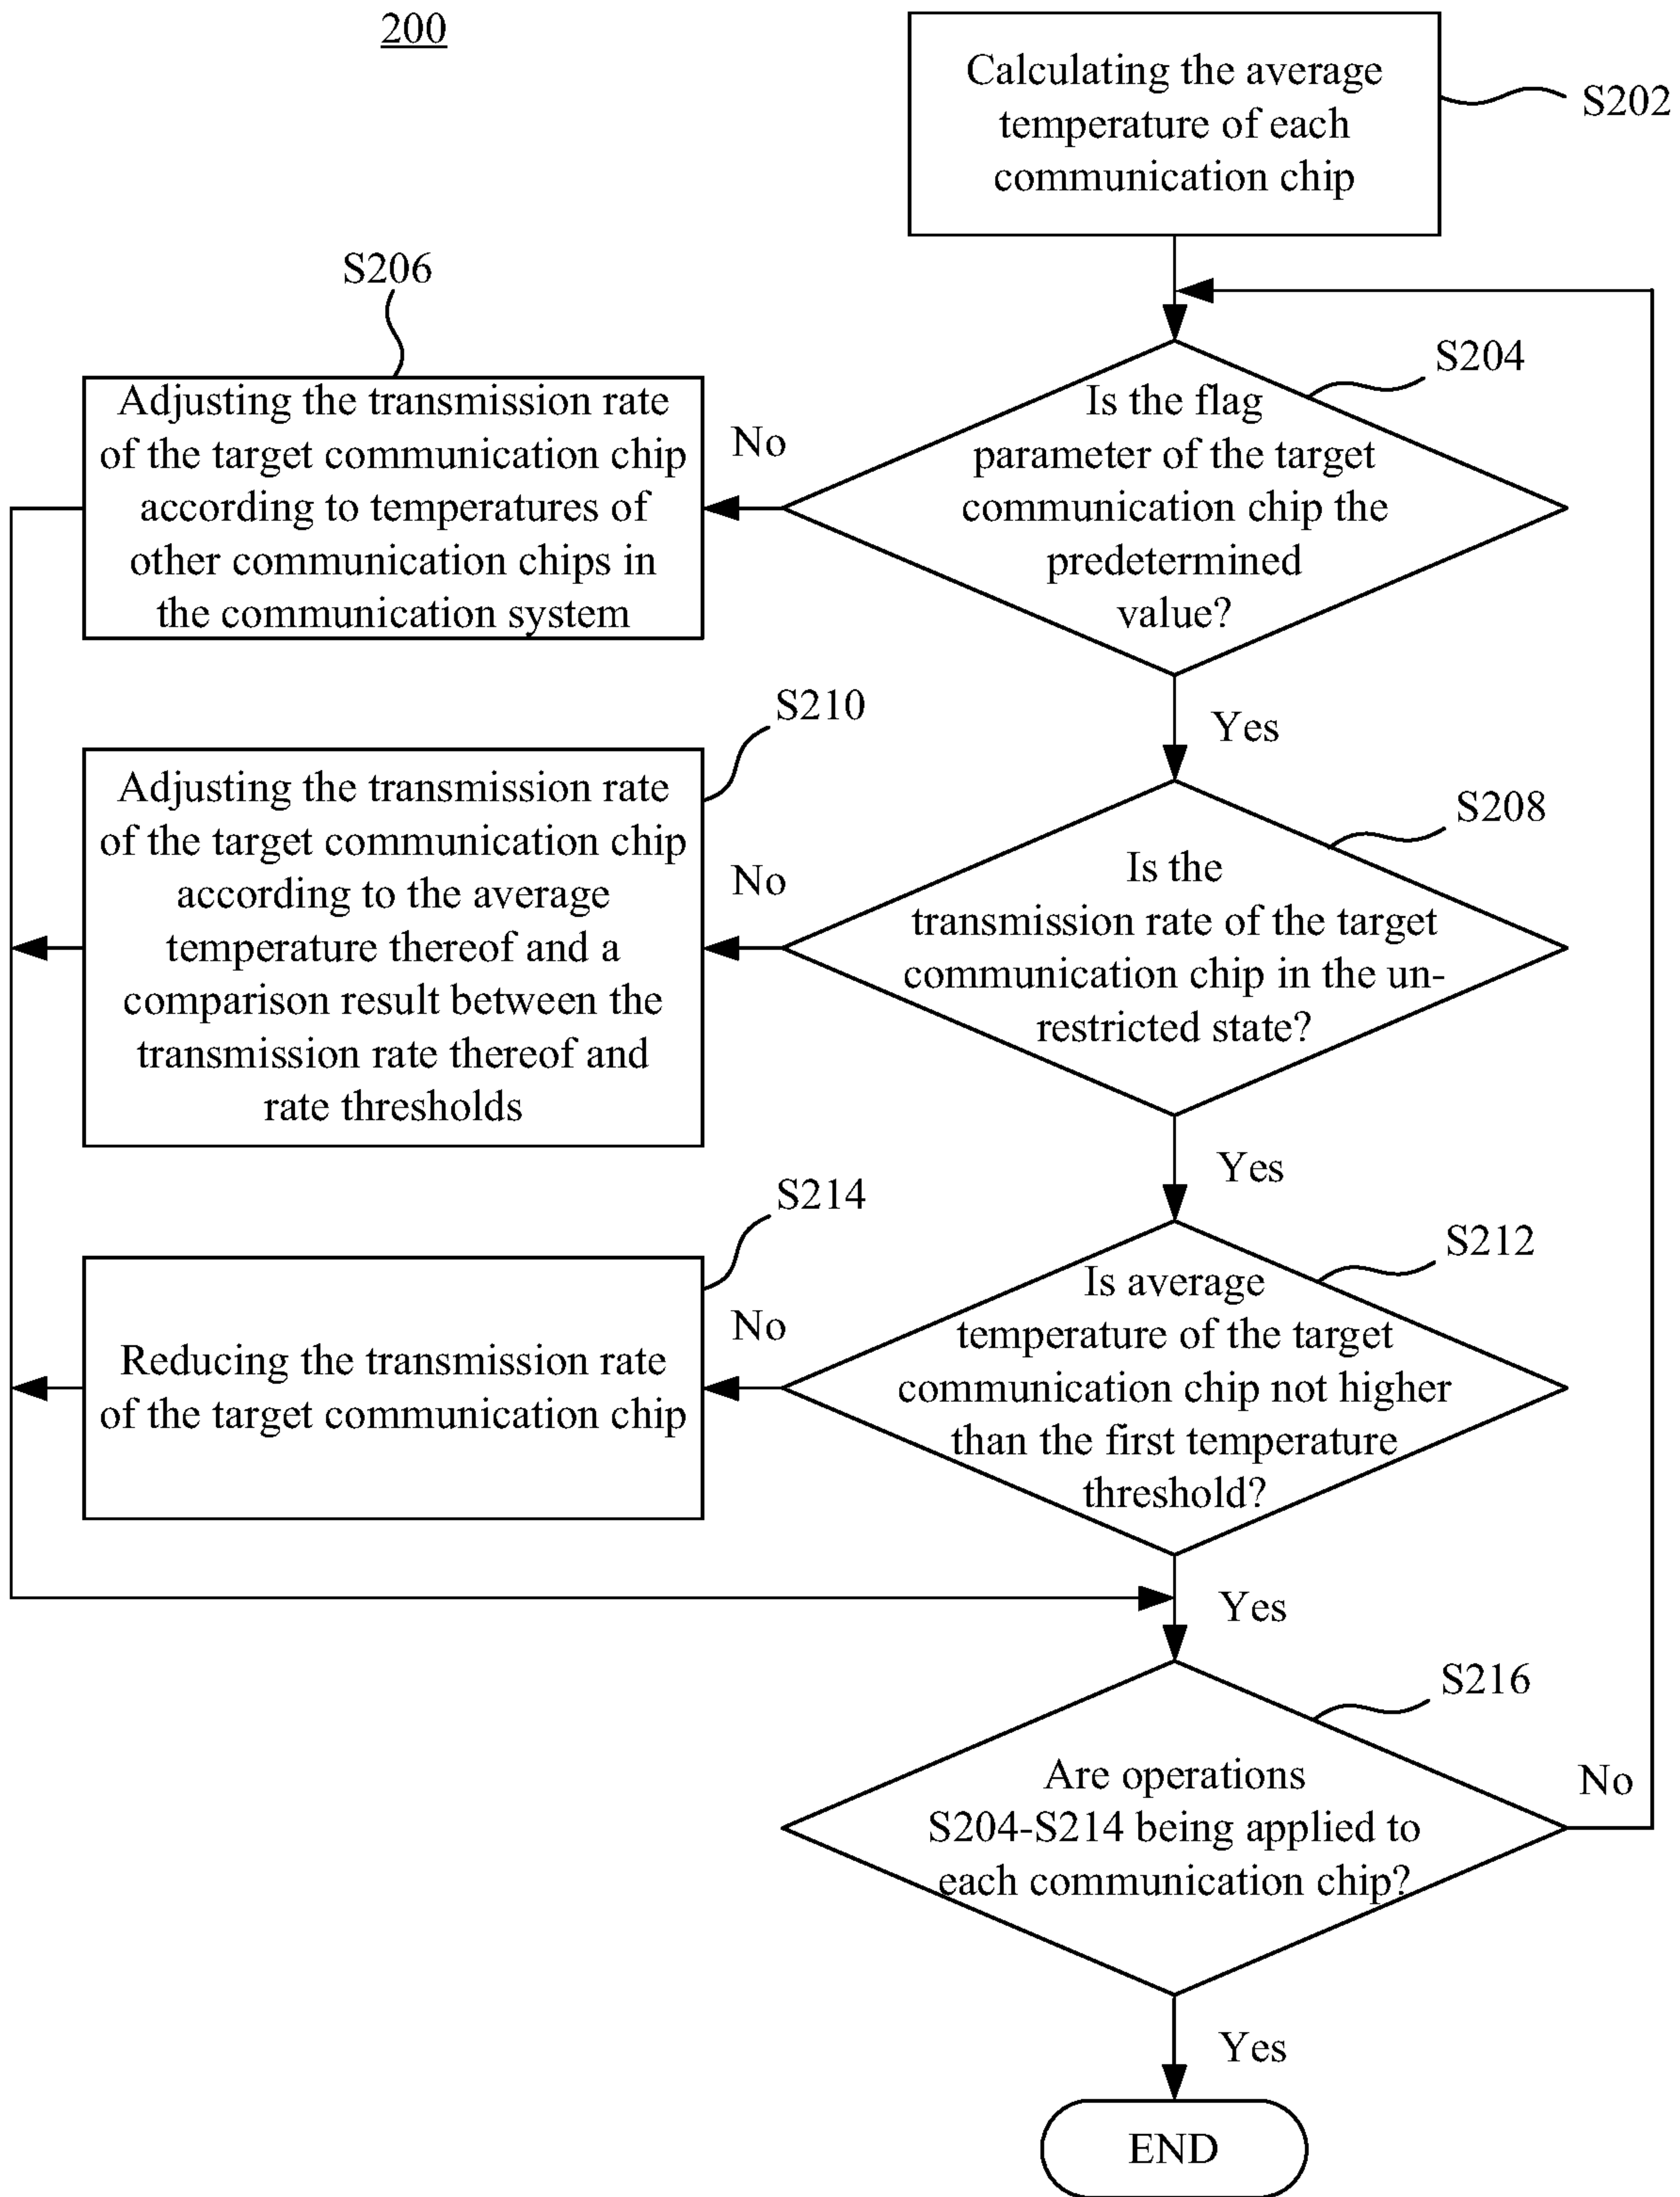 200
Calculating the average
temperature of each
communication chip
S202
S206
Adjusting the transmission rate
of the target communication chip
according to temperatures of
other communication chips in
the communication system
No
S204
Is the flag
parameter of the target
communication chip the
predetermined
value?
Yes
S210
Adjusting the transmission rate
of the target communication chip
according to the average
temperature thereof and a
comparison result between the
transmission rate thereof and
rate thresholds
No
S208
Is the
transmission rate of the target
communication chip in the un-
restricted state?
Yes
S214
Reducing the transmission rate
of the target communication chip
No
S212
Is average
temperature of the target
communication chip not higher
than the first temperature
threshold?
Yes
S216
Are operations
S204-S214 being applied to
each communication chip?
No
Yes
END